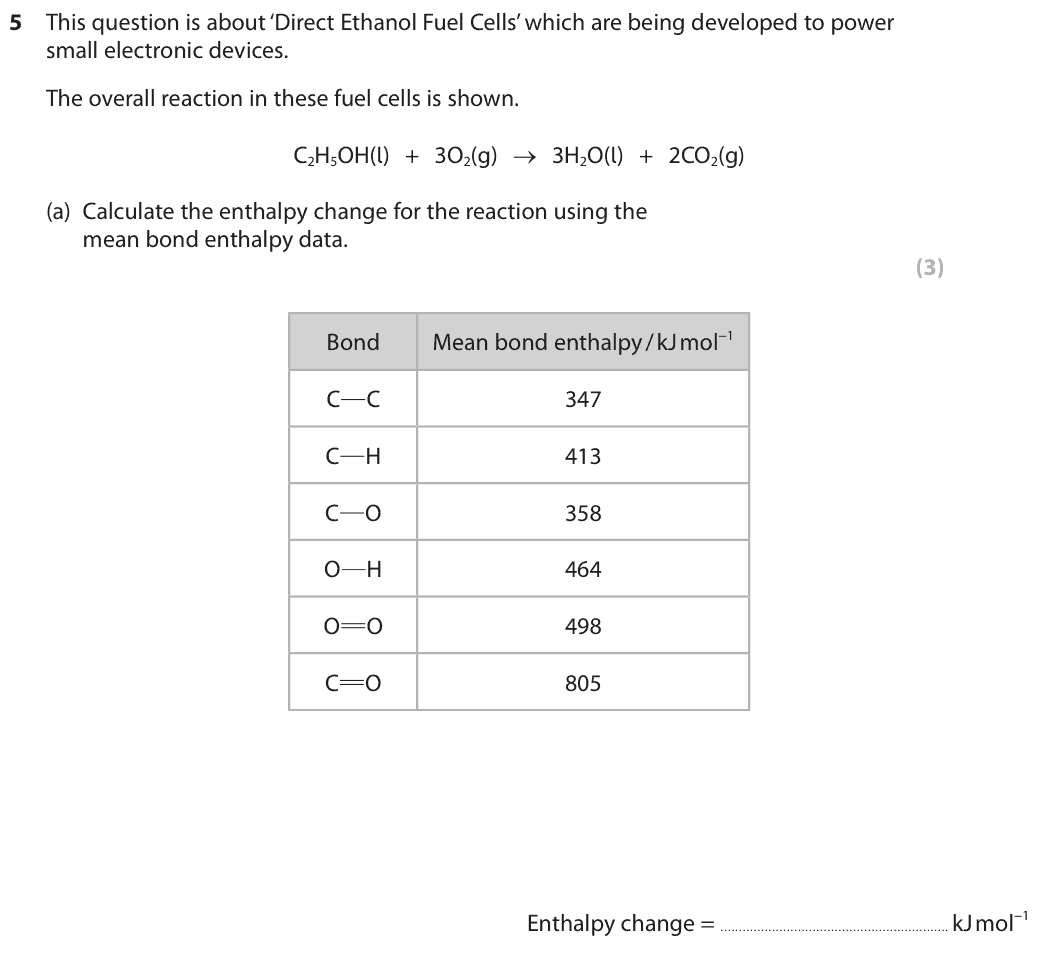 5 This question is about ‘Direct Ethanol Fuel Cells’ which are being developed to power
small electronic devices.
The overall reaction in these fuel cells is shown.
C₂H₅OH(l) + 3O₂(g) → 3H₂O(l) + 2CO₂(g)
(a) Calculate the enthalpy change for the reaction using the
mean bond enthalpy data.
(3)
Bond Mean bond enthalpy / kJ mol⁻¹
C—C 347
C—H 413
C—O 358
O—H 464
O=O 498
C=O 805
Enthalpy change = ............................................................ kJ mol⁻¹